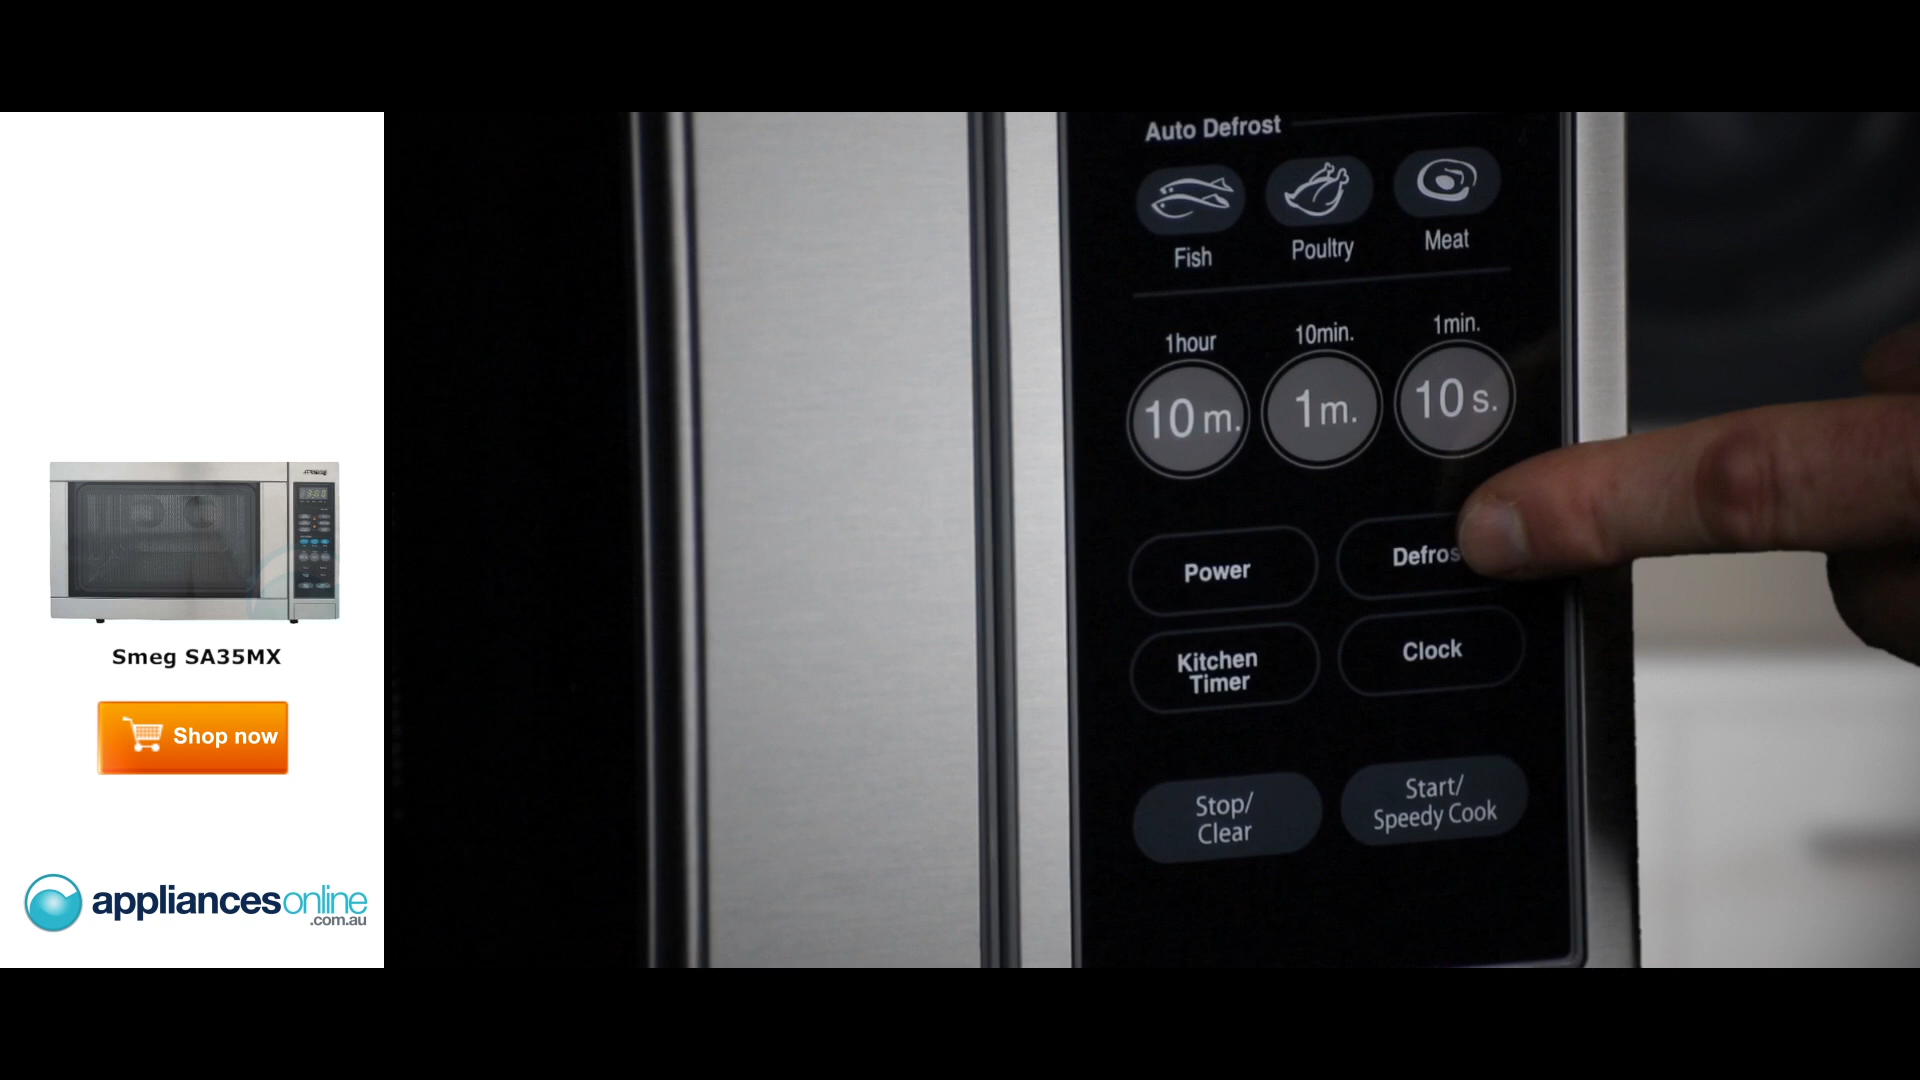 Auto Defrost
Fish
Poultry
Meat
1hour
10min.
1min.
10 m.
1 m.
10 s.
Power
Defros
Kitchen
Timer
Clock
Stop/
Clear
Start/
Speedy Cook
Smeg SA35MX
Shop now
appliancesonline
.com.au